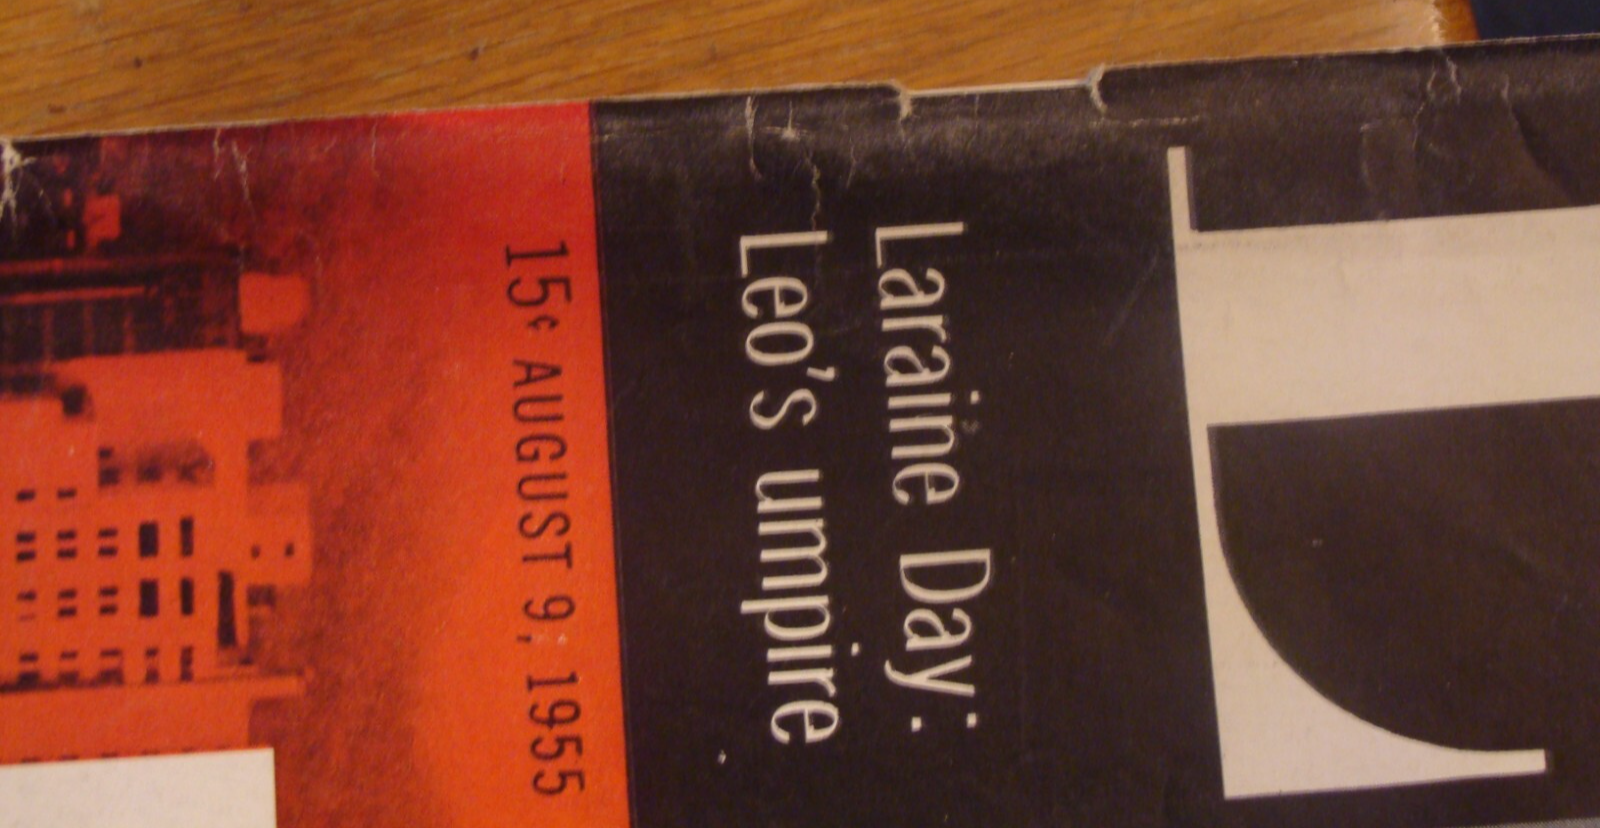 Laraine Day:
Leo's umpire
15¢ AUGUST 9, 1955